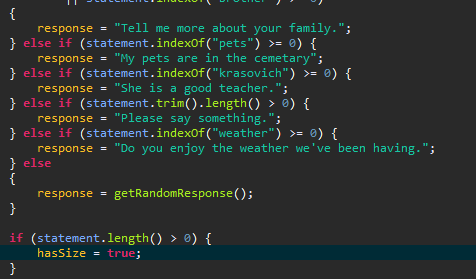 || statement.indexOf("brother") >= 0)
{
response = "Tell me more about your family.";
} else if (statement.indexOf("pets") >= 0) {
response = "My pets are in the cemetary";
} else if (statement.indexOf("krasovich") >= 0) {
response = "She is a good teacher.";
} else if (statement.trim().length() > 0) {
response = "Please say something.";
} else if (statement.indexOf("weather") >= 0) {
response = "Do you enjoy the weather we've been having.";
} else
{
response = getRandomResponse();
}
if (statement.length() > 0) {
hasSize = true;
}